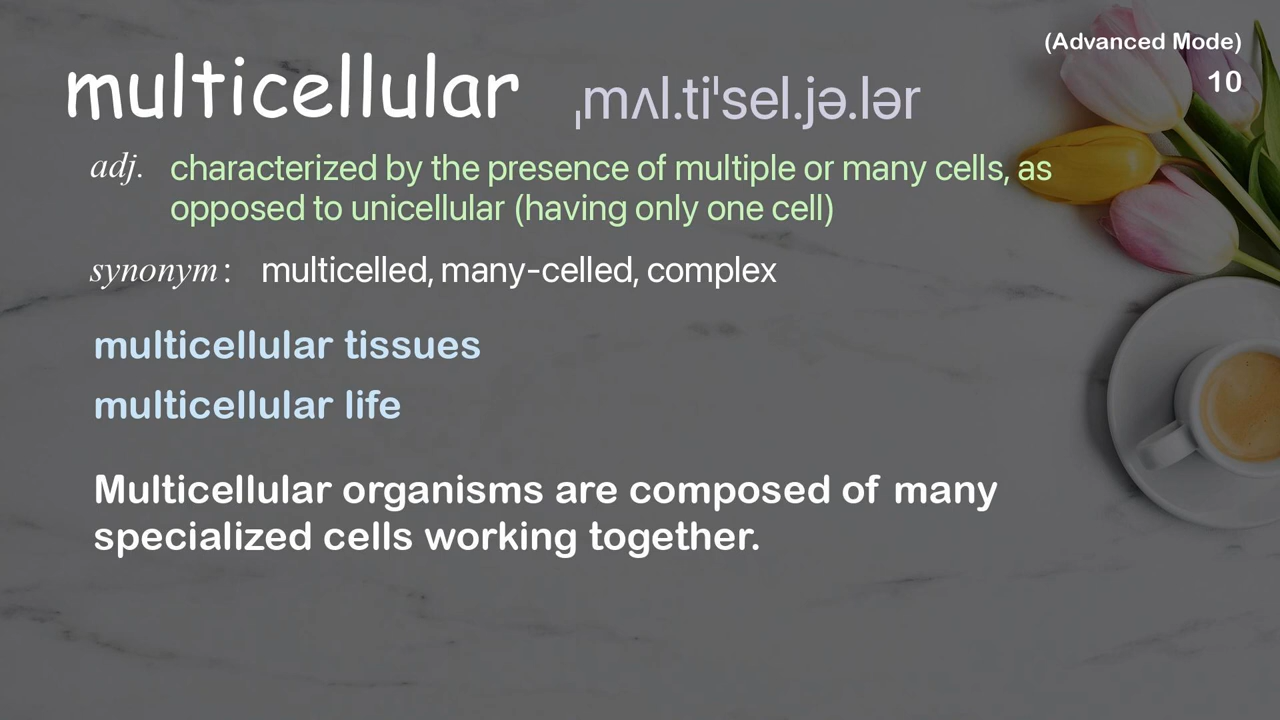 (Advanced Mode)
10
multicellular ˌmʌl.tiˈsel.jə.lər
adj. characterized by the presence of multiple or many cells, as
opposed to unicellular (having only one cell)
synonym: multicelled, many-celled, complex
multicellular tissues
multicellular life
Multicellular organisms are composed of many
specialized cells working together.